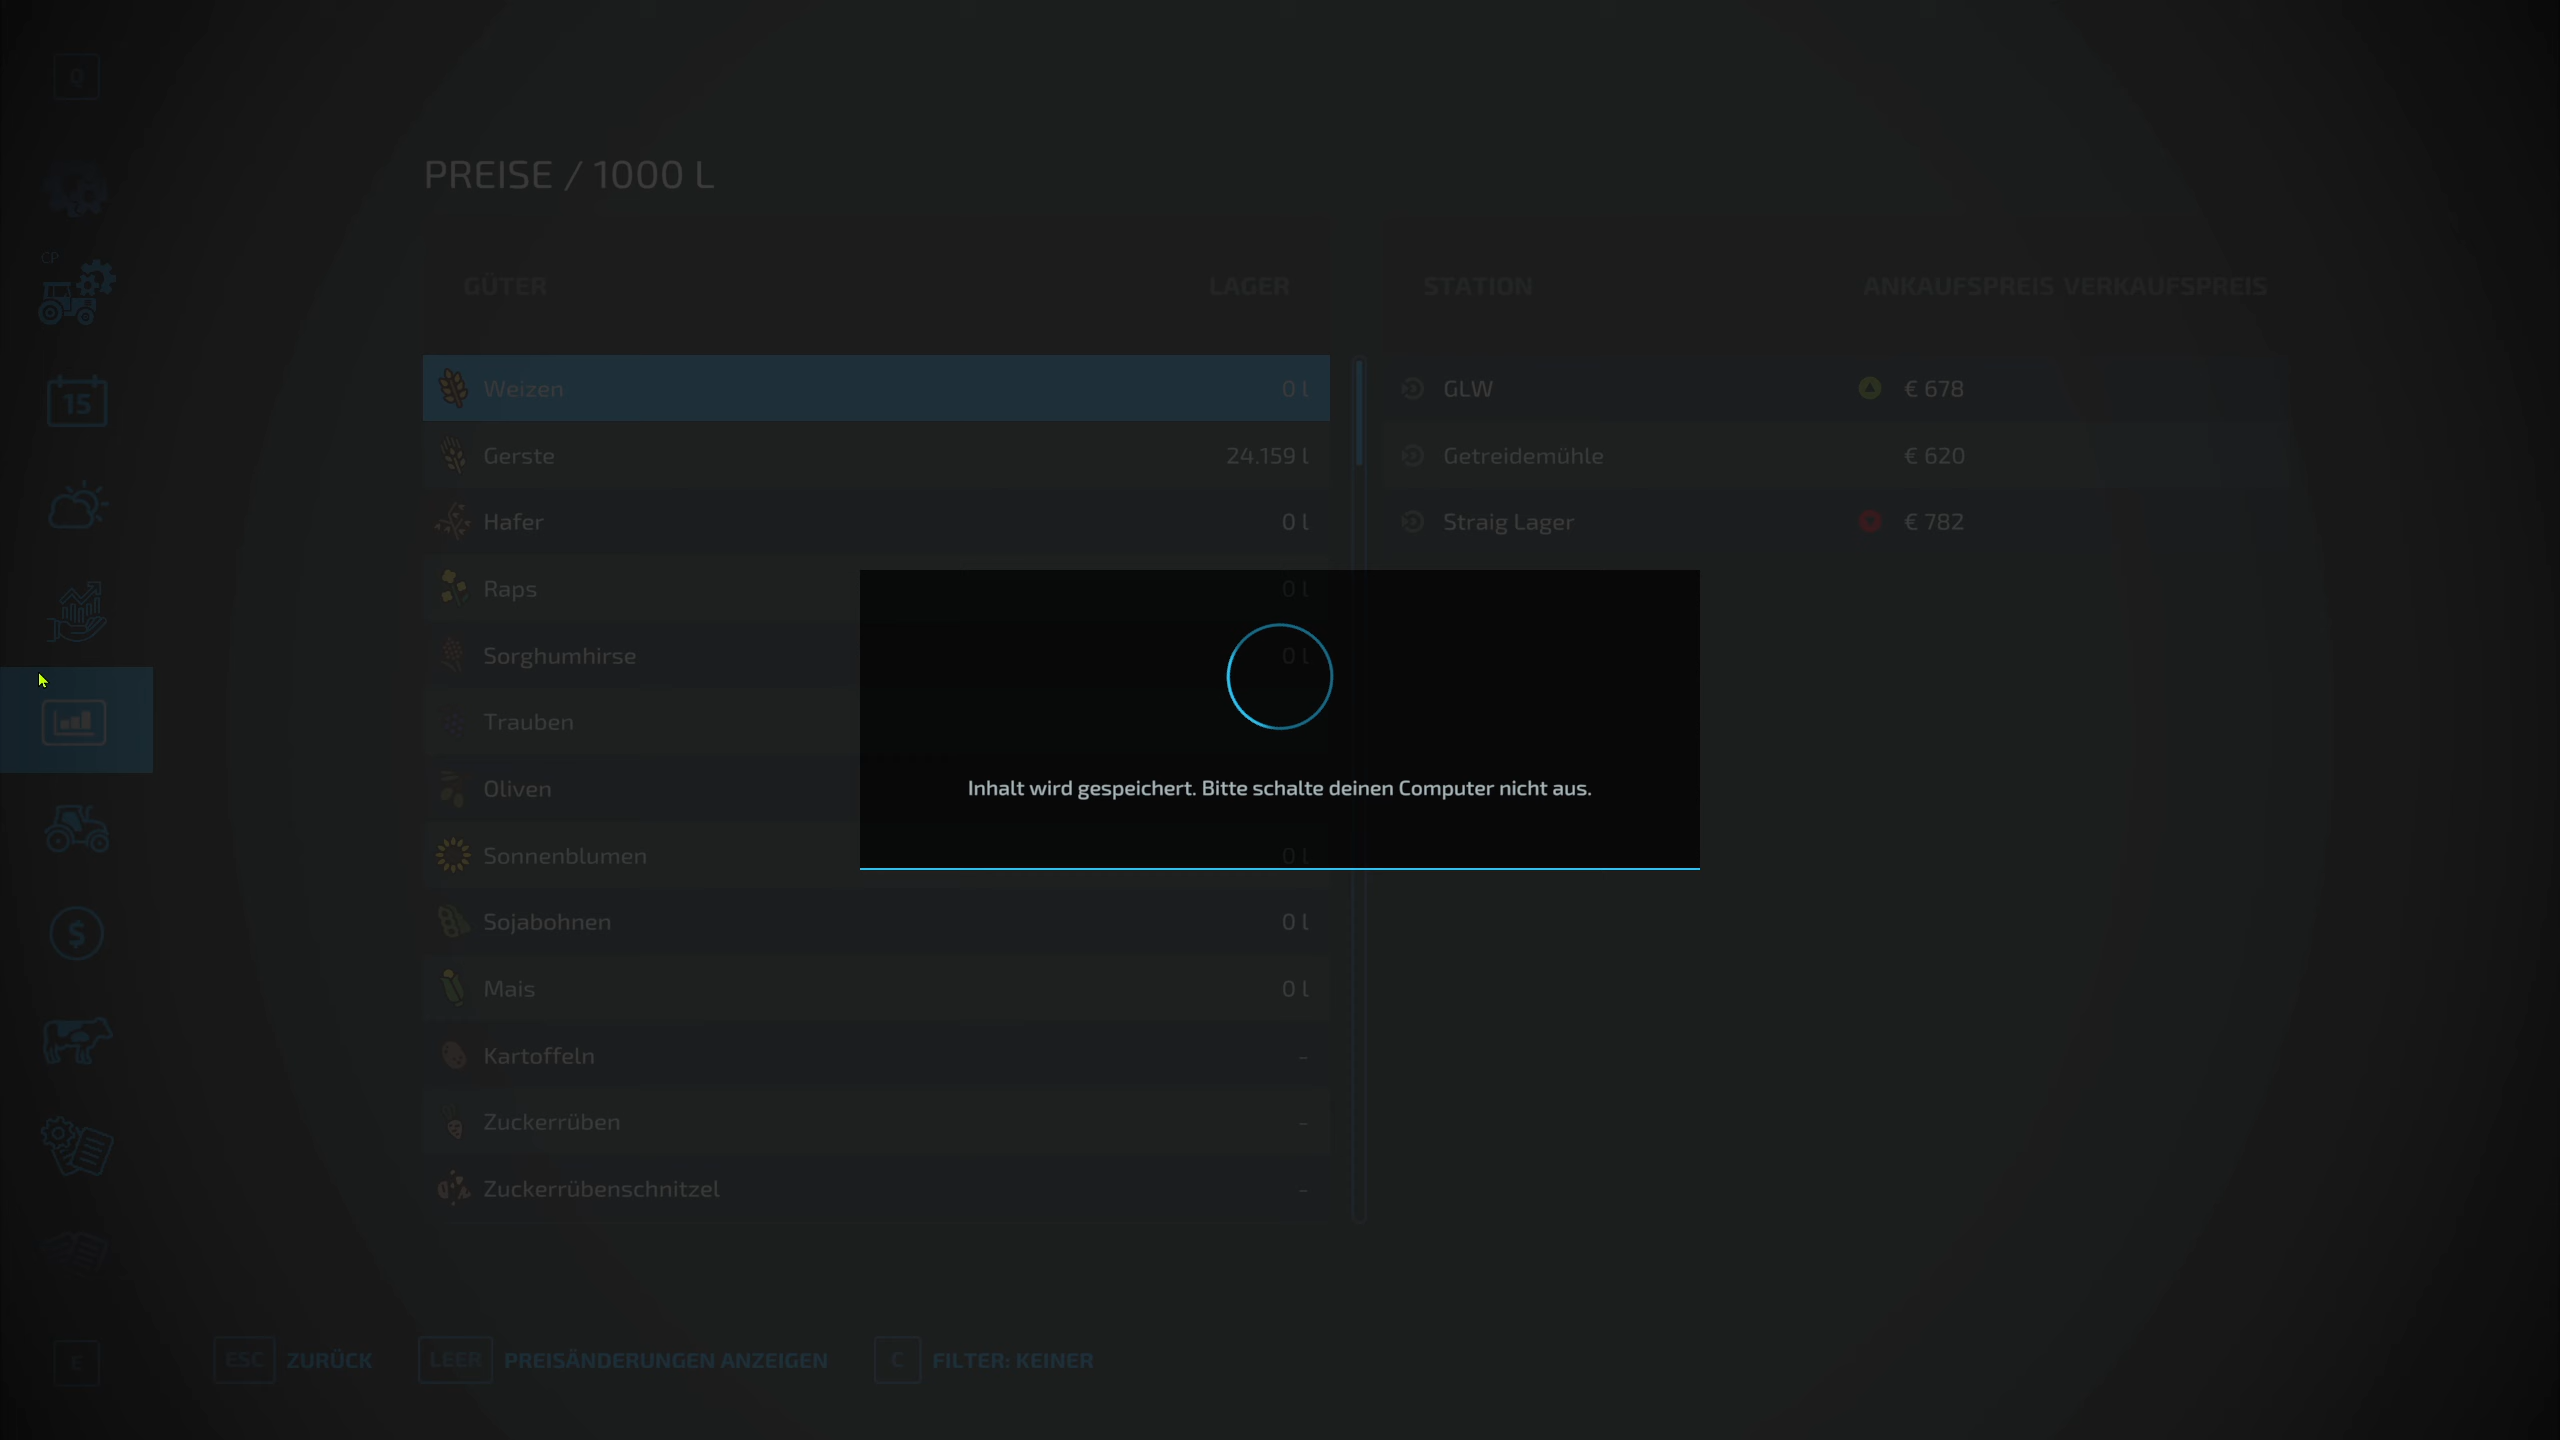 Q
PREISE / 1000 L
CP
GÜTER LAGER
STATION ANKAUFSPREIS VERKAUFSPREIS
15
Weizen 0 l
Gerste 24.159 l
Hafer 0 l
Raps 0 l
Sorghumhirse 0 l
Trauben
Oliven
Sonnenblumen 0 l
Sojabohnen 0 l
Mais 0 l
Kartoffeln -
Zuckerrüben -
Zuckerrübenschnitzel -
GLW € 678
Getreidemühle € 620
Straig Lager € 782
Inhalt wird gespeichert. Bitte schalte deinen Computer nicht aus.
$
E
ESC ZURÜCK LEER PREISÄNDERUNGEN ANZEIGEN C FILTER: KEINER